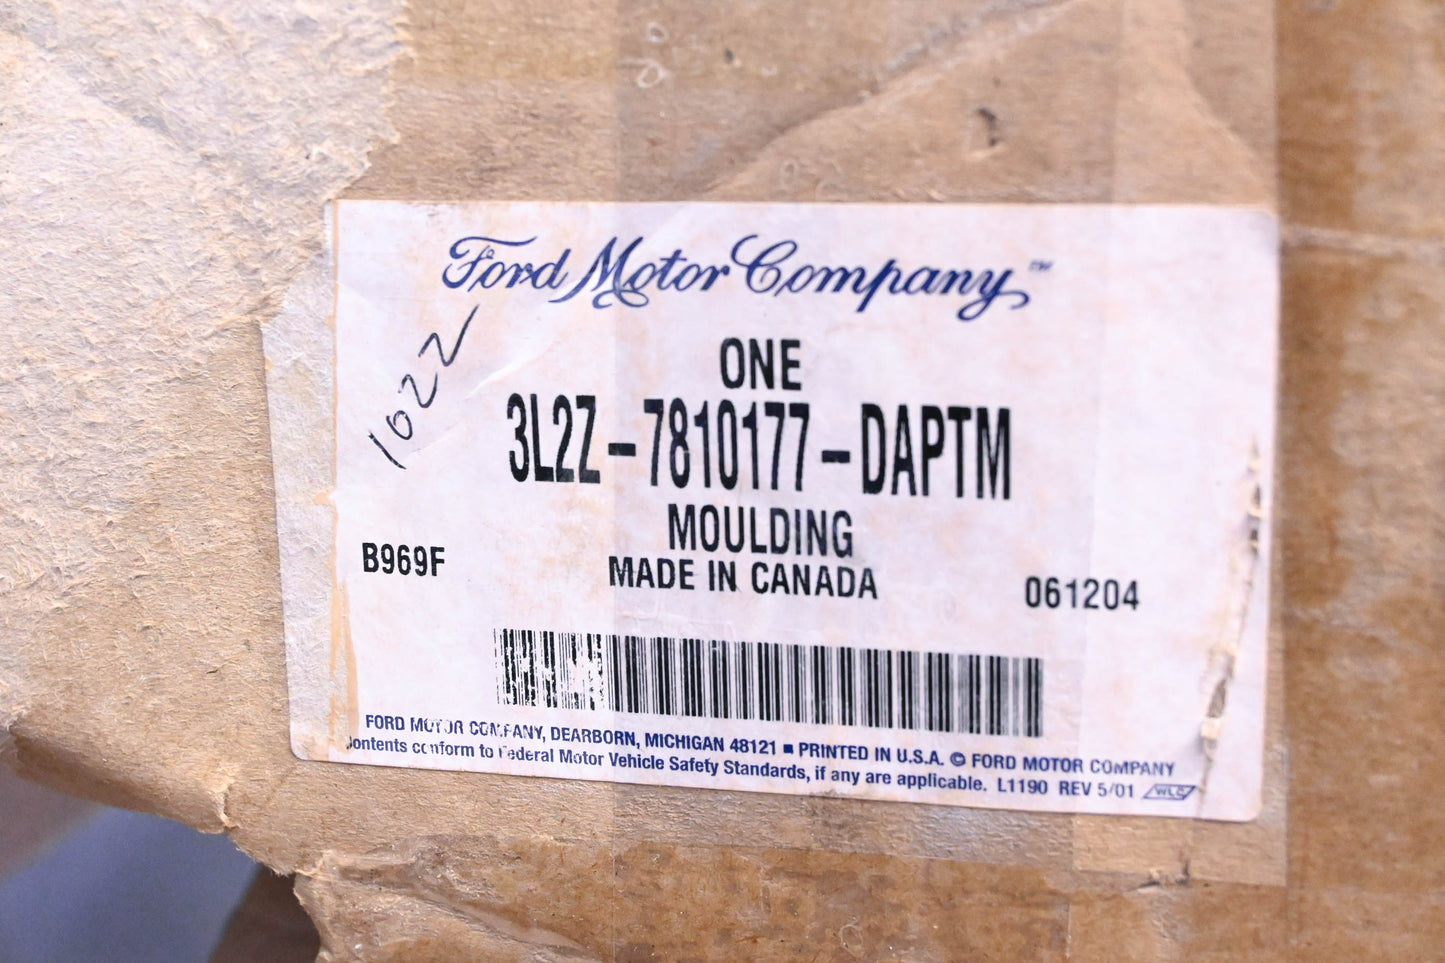 Ford Motor Company™
1022
ONE
3L2Z-7810177-DAPTM
MOULDING
B969F
MADE IN CANADA
061204
FORD MOTOR COMPANY, DEARBORN, MICHIGAN 48121 ■ PRINTED IN U.S.A. © FORD MOTOR COMPANY
Contents conform to Federal Motor Vehicle Safety Standards, if any are applicable. L1190 REV 5/01 WLC